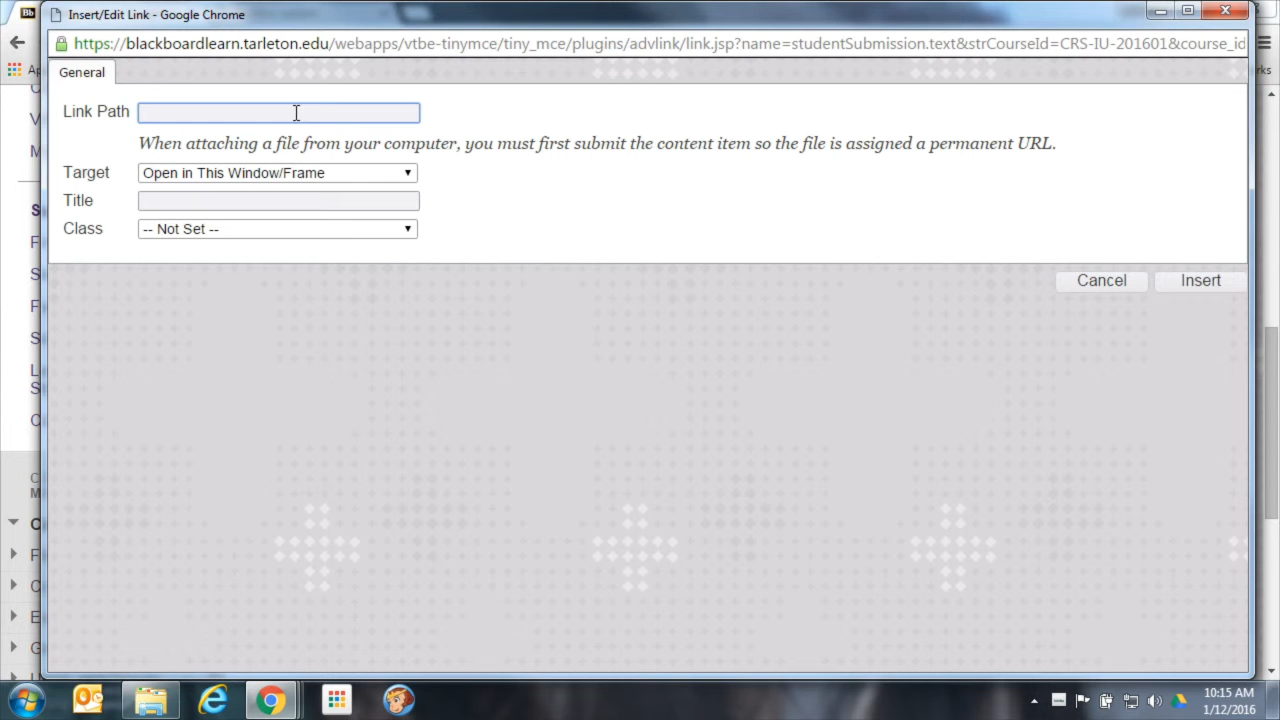 Bb
Insert/Edit Link - Google Chrome
https://blackboardlearn.tarleton.edu/webapps/vtbe-tinymce/tiny_mce/plugins/advlink/link.jsp?name=studentSubmission.text&strCourseId=CRS-IU-201601&course_id
General
Link Path
When attaching a file from your computer, you must first submit the content item so the file is assigned a permanent URL.
Target Open in This Window/Frame
Title
Class -- Not Set --
Cancel Insert
10:15 AM
1/12/2016